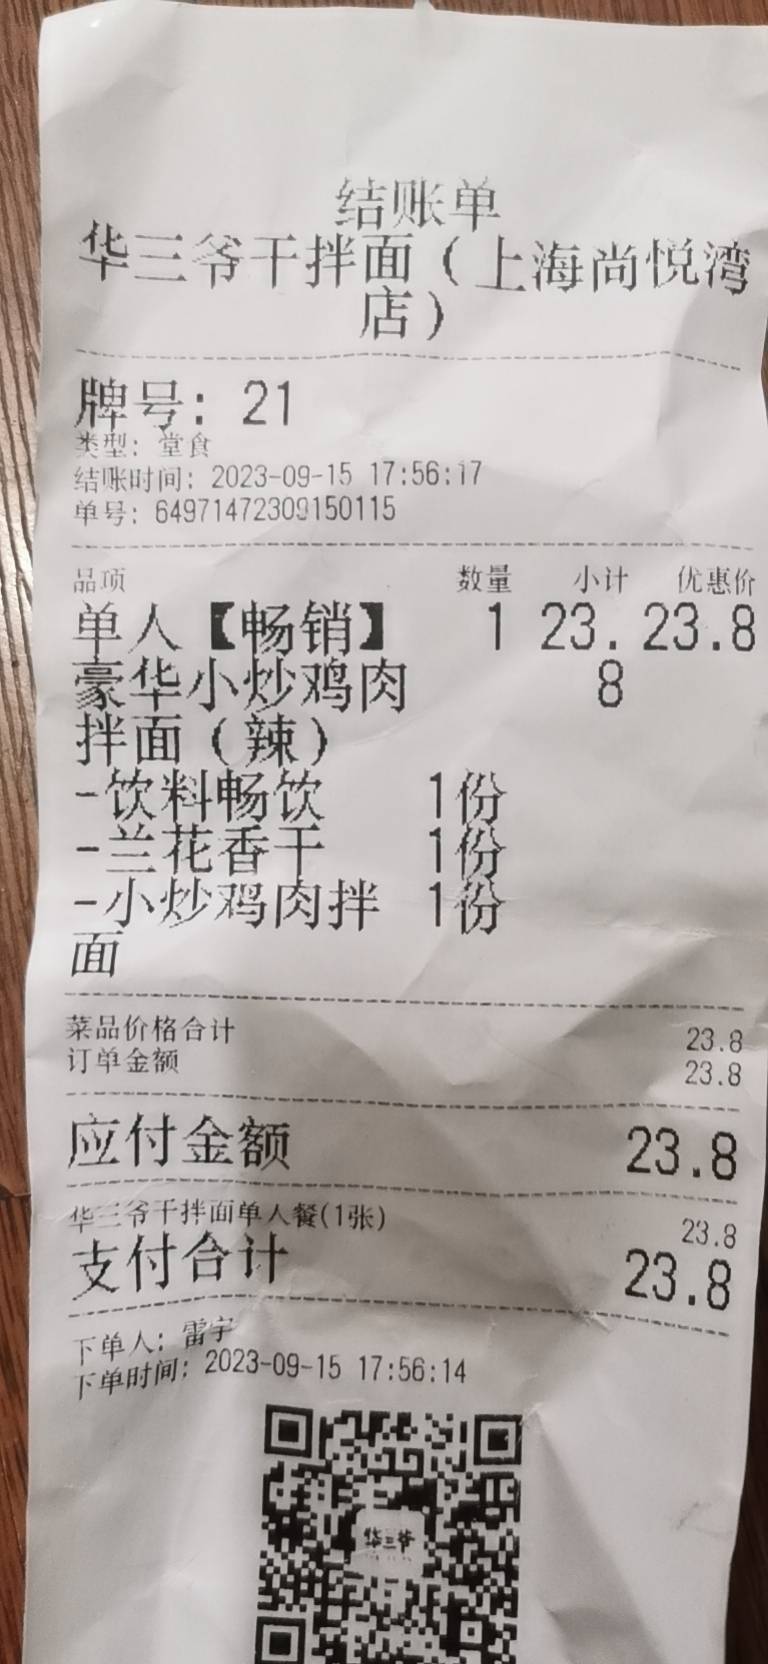 结账单
华三爷干拌面（上海尚悦湾
店）
牌号: 21
类型: 堂食
结账时间: 2023-09-15 17:56:17
单号: 64971472309150115
品项 数量 小计 优惠价
单人【畅销】 1 23. 23.8
豪华小炒鸡肉 8
拌面（辣）
-饮料畅饮 1份
-兰花香干 1份
-小炒鸡肉拌 1份
面
菜品价格合计 23.8
订单金额 23.8
应付金额 23.8
华三爷干拌面单人餐(1张) 23.8
支付合计 23.8
下单人: 雷宇
下单时间: 2023-09-15 17:56:14
华三爷